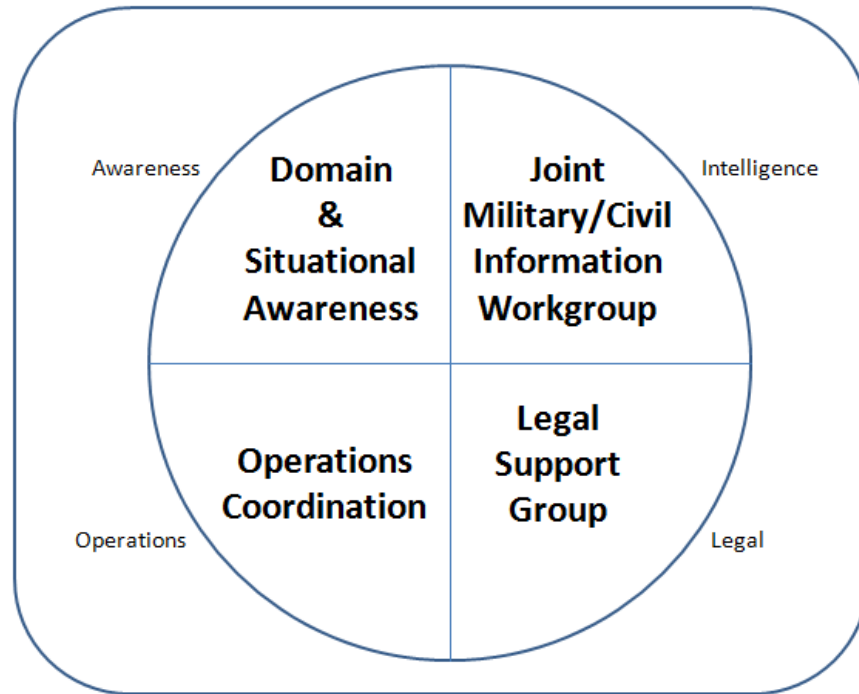 Awareness
Domain
&
Situational
Awareness
Joint
Military/Civil
Information
Workgroup
Intelligence
Operations
Operations
Coordination
Legal
Support
Group
Legal